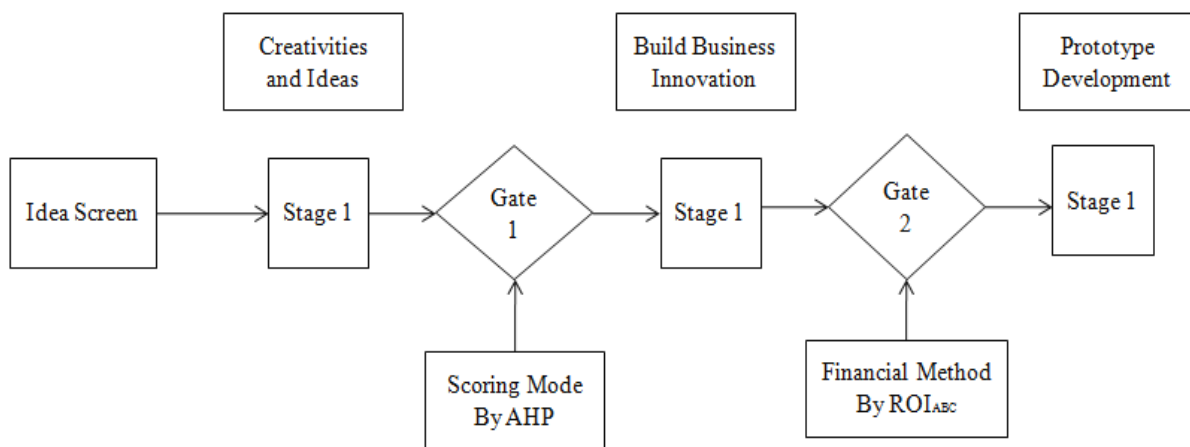 Creativities
and Ideas
Build Business
Innovation
Prototype
Development
Idea Screen
Stage 1
Gate
1
Stage 1
Gate
2
Stage 1
Scoring Mode
By AHP
Financial Method
By ROIABC